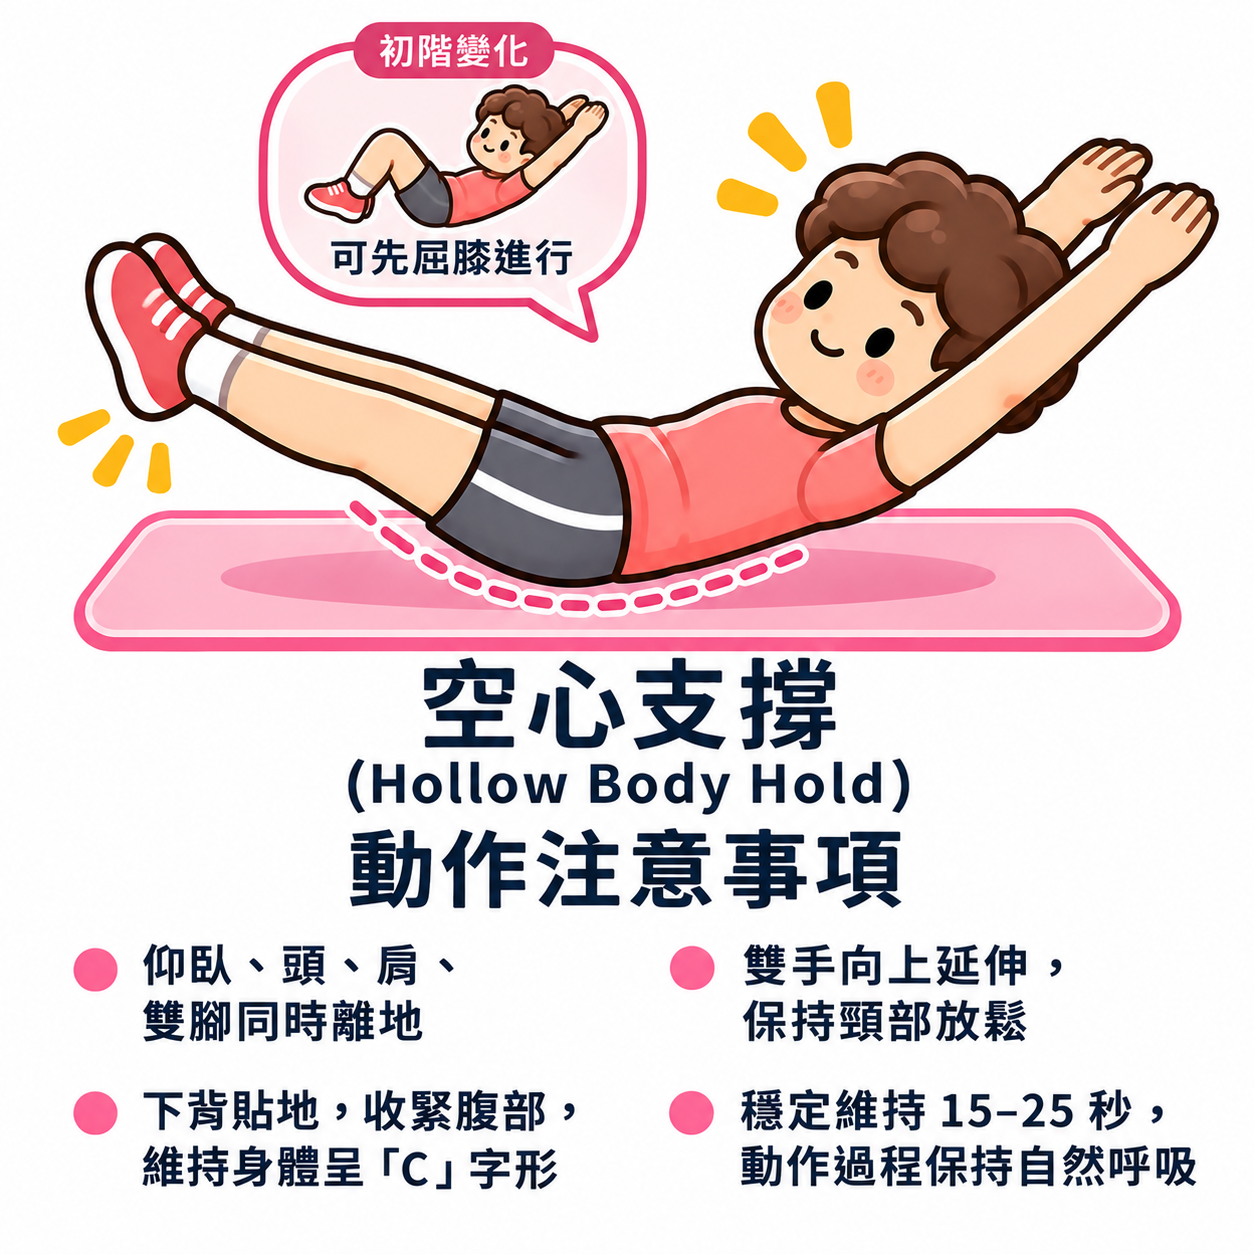 初階變化
可先屈膝進行
空心支撐
(Hollow Body Hold)
動作注意事項
仰臥、頭、肩、
雙腳同時離地
雙手向上延伸，
保持頸部放鬆
下背貼地，收緊腹部，
維持身體呈「C」字形
穩定維持 15–25 秒，
動作過程保持自然呼吸